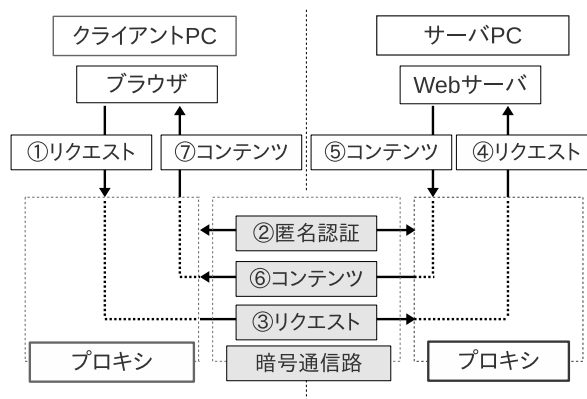 クライアントPC
サーバPC
ブラウザ
Webサーバ
①リクエスト
⑦コンテンツ
⑤コンテンツ
④リクエスト
②匿名認証
⑥コンテンツ
③リクエスト
プロキシ
暗号通信路
プロキシ